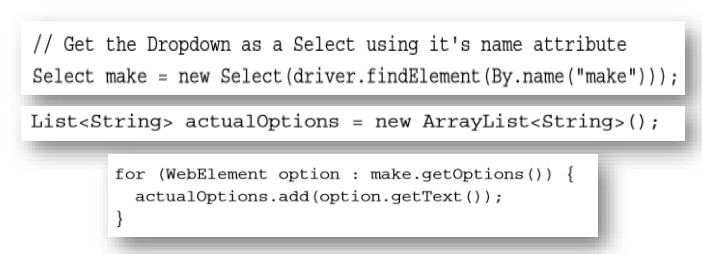 // Get the Dropdown as a Select using it's name attribute
Select make = new Select(driver.findElement(By.name("make")));
List<String> actualOptions = new ArrayList<String>();
for (WebElement option : make.getOptions()) {
  actualOptions.add(option.getText());
}